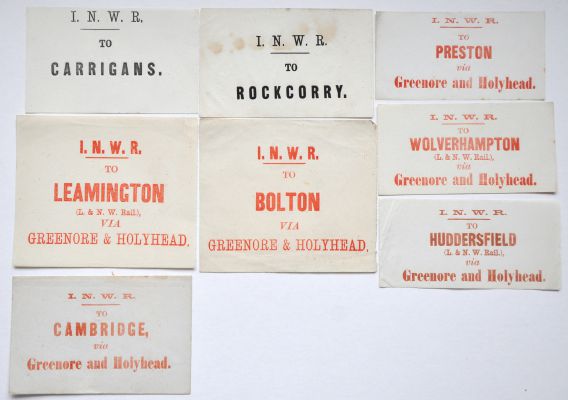 I. N. W. R.
TO
CARRIGANS.
I. N. W. R.
TO
ROCKCORRY.
I. N. W. R.
TO
PRESTON
via
Greenore and Holyhead.
I. N. W. R.
TO
LEAMINGTON
(L. & N. W. Rail.),
VIA
GREENORE & HOLYHEAD.
I. N. W. R.
TO
BOLTON
VIA
GREENORE & HOLYHEAD.
I. N. W. R.
TO
WOLVERHAMPTON
(L. & N. W. Rail.),
via
Greenore and Holyhead.
I. N. W. R.
TO
HUDDERSFIELD
(L. & N. W. Rail.),
via
Greenore and Holyhead.
I. N. W. R.
TO
CAMBRIDGE,
via
Greenore and Holyhead.